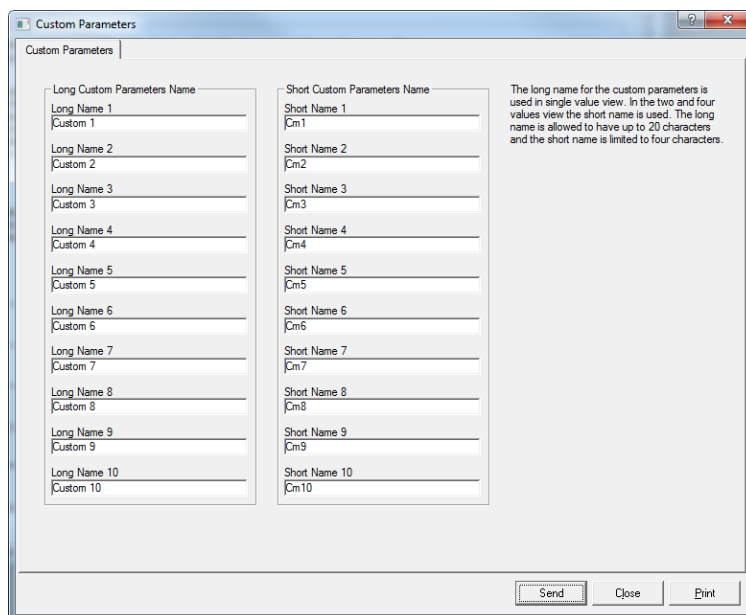 Custom Parameters
?
Custom Parameters
Long Custom Parameters Name
Long Name 1
Custom 1
Long Name 2
Custom 2
Long Name 3
Custom 3
Long Name 4
Custom 4
Long Name 5
Custom 5
Long Name 6
Custom 6
Long Name 7
Custom 7
Long Name 8
Custom 8
Long Name 9
Custom 9
Long Name 10
Custom 10
Short Custom Parameters Name
Short Name 1
Cm1
Short Name 2
Cm2
Short Name 3
Cm3
Short Name 4
Cm4
Short Name 5
Cm5
Short Name 6
Cm6
Short Name 7
Cm7
Short Name 8
Cm8
Short Name 9
Cm9
Short Name 10
Cm10
The long name for the custom parameters is
used in single value view. In the two and four
values view the short name is used. The long
name is allowed to have up to 20 characters
and the short name is limited to four characters.
Send
Close
Print